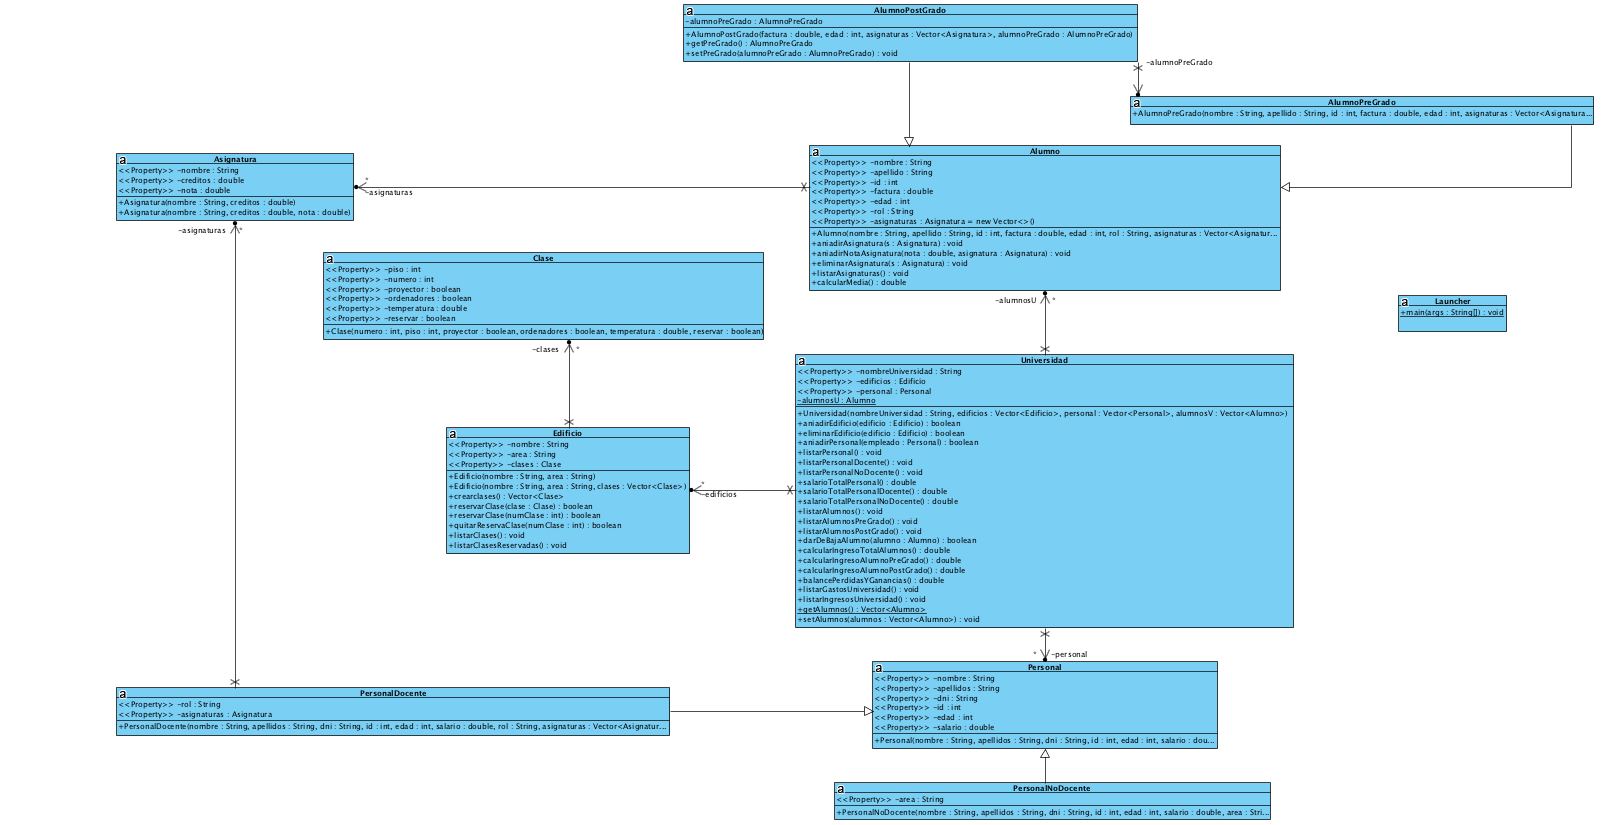 a AlumnoPostGrado
-alumnoPreGrado : AlumnoPreGrado
+AlumnoPostGrado(factura : double, edad : int, asignaturas : Vector<Asignatura>, alumnoPreGrado : AlumnoPreGrado)
+getPreGrado() : AlumnoPreGrado
+setPreGrado(alumnoPreGrado : AlumnoPreGrado) : void
-alumnoPreGrado
a AlumnoPreGrado
+AlumnoPreGrado(nombre : String, apellido : String, id : int, factura : double, edad : int, asignaturas : Vector<Asignatura...
a Asignatura
<<Property>> -nombre : String
<<Property>> -creditos : double
<<Property>> -nota : double
+Asignatura(nombre : String, creditos : double)
+Asignatura(nombre : String, creditos : double, nota : double)
*
-asignaturas
-asignaturas
*
a Alumno
<<Property>> -nombre : String
<<Property>> -apellido : String
<<Property>> -id : int
<<Property>> -factura : double
<<Property>> -edad : int
<<Property>> -rol : String
<<Property>> -asignaturas : Asignatura = new Vector<>()
+Alumno(nombre : String, apellido : String, id : int, factura : double, edad : int, rol : String, asignaturas : Vector<Asignatur...
+aniadirAsignatura(s : Asignatura) : void
+aniadirNotaAsignatura(nota : double, asignatura : Asignatura) : void
+eliminarAsignatura(s : Asignatura) : void
+listarAsignaturas() : void
+calcularMedia() : double
-alumnosU
*
a Clase
<<Property>> -piso : int
<<Property>> -numero : int
<<Property>> -proyector : boolean
<<Property>> -ordenadores : boolean
<<Property>> -temperatura : double
<<Property>> -reservar : boolean
+Clase(numero : int, piso : int, proyector : boolean, ordenadores : boolean, temperatura : double, reservar : boolean)
-clases
*
a Launcher
+main(args : String[]) : void
a Universidad
<<Property>> -nombreUniversidad : String
<<Property>> -edificios : Edificio
<<Property>> -personal : Personal
-alumnosU : Alumno
+Universidad(nombreUniversidad : String, edificios : Vector<Edificio>, personal : Vector<Personal>, alumnosV : Vector<Alumno>)
+aniadirEdificio(edificio : Edificio) : boolean
+eliminarEdificio(edificio : Edificio) : boolean
+aniadirPersonal(empleado : Personal) : boolean
+listarPersonal() : void
+listarPersonalDocente() : void
+listarPersonalNoDocente() : void
+salarioTotalPersonal() : double
+salarioTotalPersonalDocente() : double
+salarioTotalPersonalNoDocente() : double
+listarAlumnos() : void
+listarAlumnosPreGrado() : void
+listarAlumnosPostGrado() : void
+darDeBajaAlumno(alumno : Alumno) : boolean
+calcularIngresoTotalAlumnos() : double
+calcularIngresoAlumnoPreGrado() : double
+calcularIngresoAlumnoPostGrado() : double
+balancePerdidasYGanancias() : double
+listarGastosUniversidad() : void
+listarIngresosUniversidad() : void
+getAlumnos() : Vector<Alumno>
+setAlumnos(alumnos : Vector<Alumno>) : void
a Edificio
<<Property>> -nombre : String
<<Property>> -area : String
<<Property>> -clases : Clase
+Edificio(nombre : String, area : String)
+Edificio(nombre : String, area : String, clases : Vector<Clase>)
+crearclases() : Vector<Clase>
+reservarClase(clase : Clase) : boolean
+reservarClase(numClase : int) : boolean
+quitarReservaClase(numClase : int) : boolean
+listarClases() : void
+listarClasesReservadas() : void
*
-edificios
*
-personal
a Personal
<<Property>> -nombre : String
<<Property>> -apellidos : String
<<Property>> -dni : String
<<Property>> -id : int
<<Property>> -edad : int
<<Property>> -salario : double
+Personal(nombre : String, apellidos : String, dni : String, id : int, edad : int, salario : dou...
a PersonalDocente
<<Property>> -rol : String
<<Property>> -asignaturas : Asignatura
+PersonalDocente(nombre : String, apellidos : String, dni : String, id : int, edad : int, salario : double, rol : String, asignaturas : Vector<Asignatur...
a PersonalNoDocente
<<Property>> -area : String
+PersonalNoDocente(nombre : String, apellidos : String, dni : String, id : int, edad : int, salario : double, area : Stri...